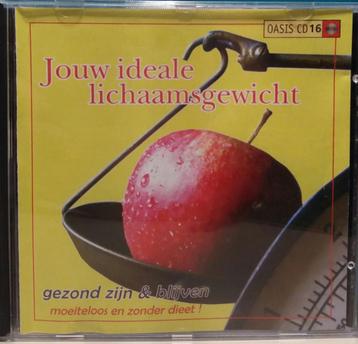 OASIS CD 16
Jouw ideale
lichaamsgewicht
gezond zijn & blijven
moeiteloos en zonder dieet !